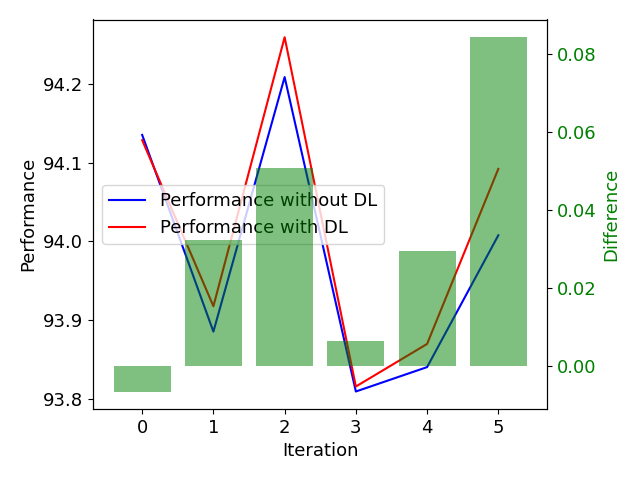 94.2
94.1
94.0
93.9
93.8
Performance
Performance without DL
Performance with DL
0.08
0.06
0.04
0.02
0.00
Difference
0 1 2 3 4 5
Iteration